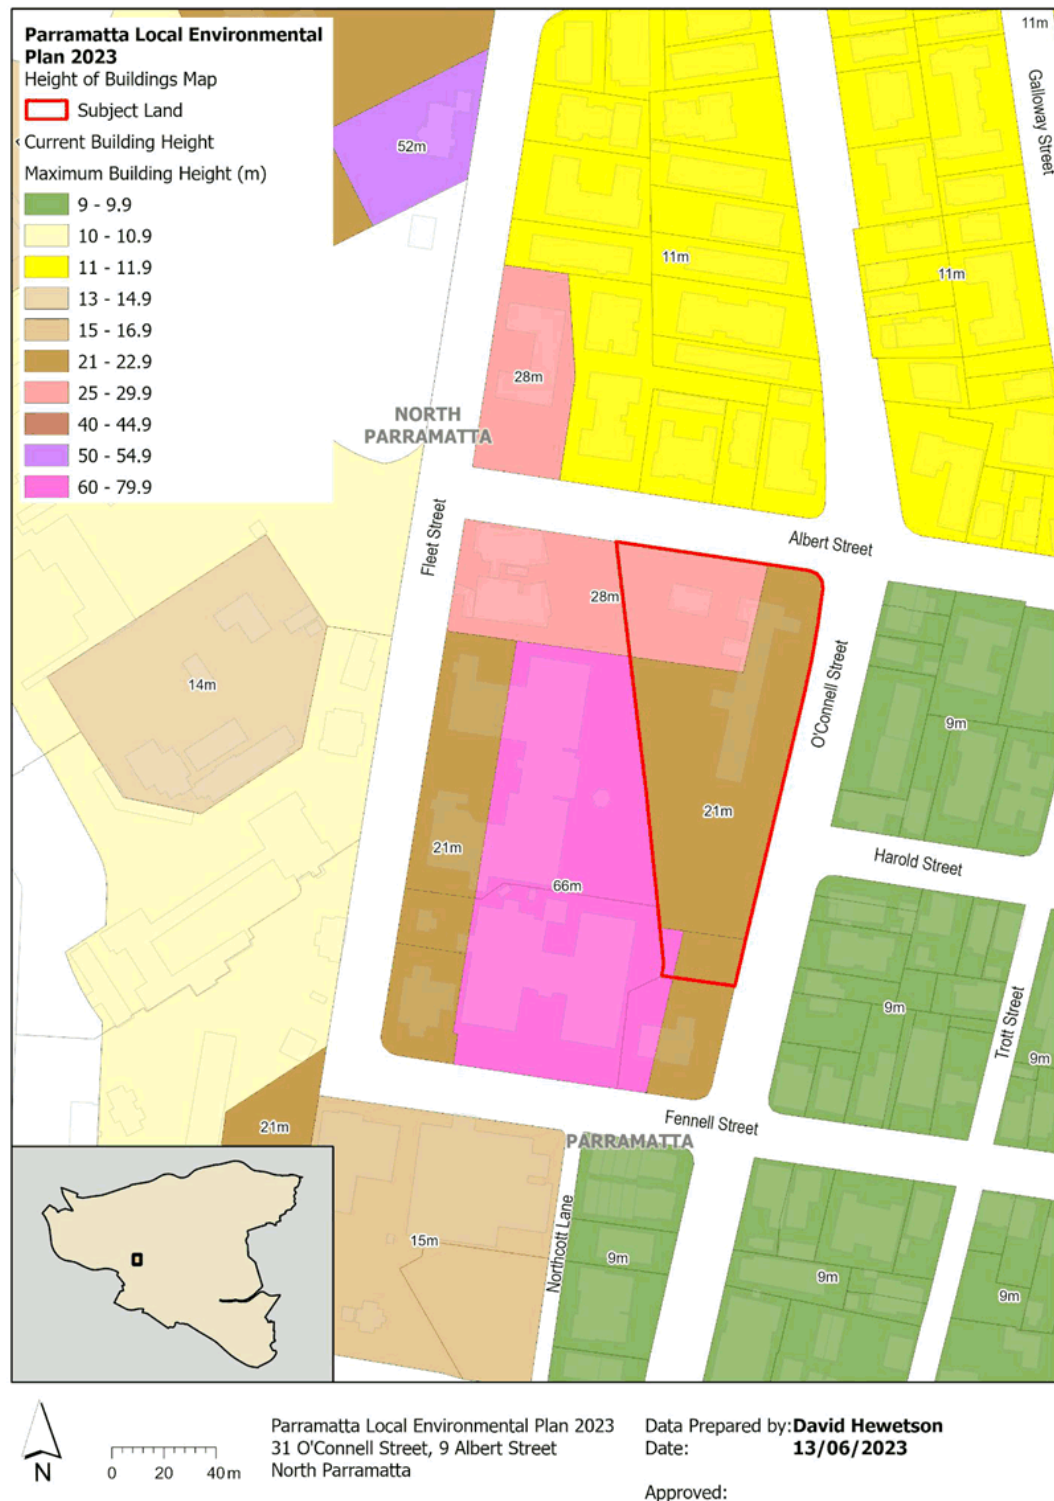 Parramatta Local Environmental
Plan 2023
Height of Buildings Map
Subject Land
Current Building Height
Maximum Building Height (m)
9 - 9.9
10 - 10.9
11 - 11.9
13 - 14.9
15 - 16.9
21 - 22.9
25 - 29.9
40 - 44.9
50 - 54.9
60 - 79.9
11m
Galloway Street
52m
11m
11m
28m
NORTH
PARRAMATTA
Fleet Street
Albert Street
28m
O'Connell Street
14m
9m
21m
21m
Harold Street
66m
9m
Trott Street
9m
Fennell Street
21m
PARRAMATTA
15m
Northcott Lane
9m
9m
9m
N
0 20 40 m
Parramatta Local Environmental Plan 2023
31 O'Connell Street, 9 Albert Street
North Parramatta
Data Prepared by: David Hewetson
Date: 13/06/2023
Approved: